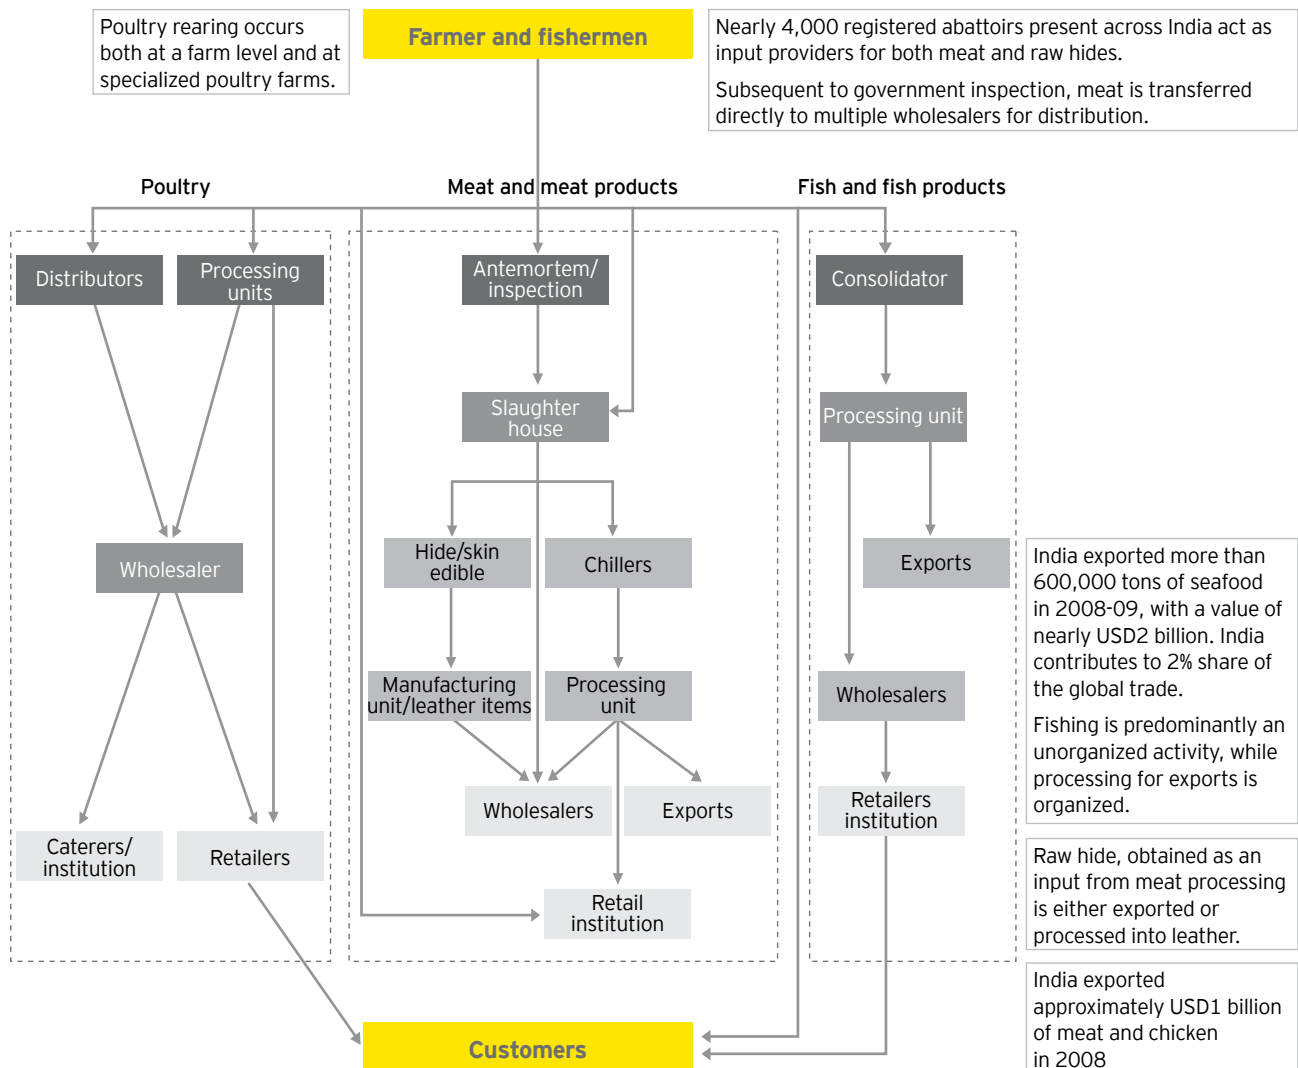 Poultry rearing occurs
both at a farm level and at
specialized poultry farms.
Farmer and fishermen
Nearly 4,000 registered abattoirs present across India act as
input providers for both meat and raw hides.
Subsequent to government inspection, meat is transferred
directly to multiple wholesalers for distribution.
Poultry
Meat and meat products
Fish and fish products
Distributors
Processing
units
Antemortem/
inspection
Consolidator
Slaughter
house
Processing unit
Wholesaler
Hide/skin
edible
Chillers
Exports
Manufacturing
unit/leather items
Processing
unit
Wholesalers
Wholesalers
Exports
Retailers
institution
Caterers/
institution
Retailers
Retail
institution
India exported more than
600,000 tons of seafood
in 2008-09, with a value of
nearly USD2 billion. India
contributes to 2% share of
the global trade.
Fishing is predominantly an
unorganized activity, while
processing for exports is
organized.
Raw hide, obtained as an
input from meat processing
is either exported or
processed into leather.
India exported
approximately USD1 billion
of meat and chicken
in 2008
Customers